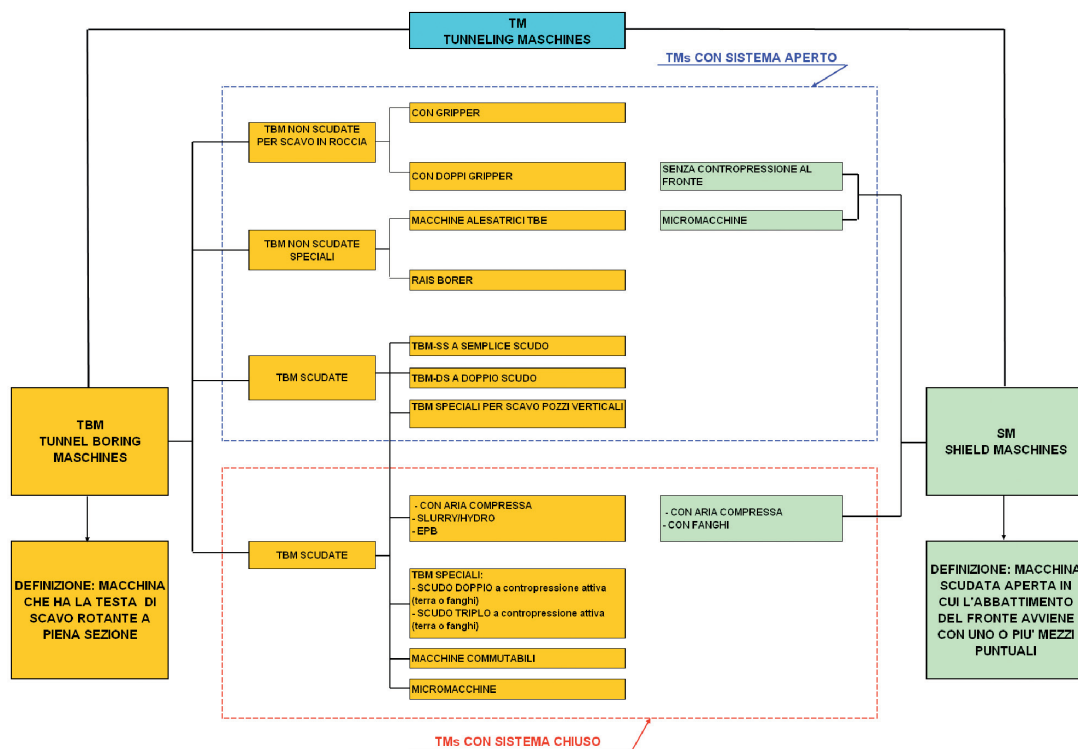 TM
TUNNELING MASCHINES
TMs CON SISTEMA APERTO
TBM NON SCUDATE
PER SCAVO IN ROCCIA
CON GRIPPER
CON DOPPI GRIPPER
SENZA CONTROPRESSIONE AL
FRONTE
MICROMACCHINE
TBM NON SCUDATE
SPECIALI
MACCHINE ALESATRICI TBE
RAIS BORER
TBM SCUDATE
TBM-SS A SEMPLICE SCUDO
TBM-DS A DOPPIO SCUDO
TBM SPECIALI PER SCAVO POZZI VERTICALI
TBM
TUNNEL BORING
MASCHINES
SM
SHIELD MASCHINES
TBM SCUDATE
- CON ARIA COMPRESSA
- SLURRY/HYDRO
- EPB
- CON ARIA COMPRESSA
- CON FANGHI
TBM SPECIALI:
- SCUDO DOPPIO a contropressione attiva
(terra o fanghi)
- SCUDO TRIPLO a contropressione attiva
(terra o fanghi)
MACCHINE COMMUTABILI
MICROMACCHINE
DEFINIZIONE: MACCHINA
CHE HA LA TESTA DI
SCAVO ROTANTE A
PIENA SEZIONE
DEFINIZIONE: MACCHINA
SCUDATA APERTA IN
CUI L'ABBATTIMENTO
DEL FRONTE AVVIENE
CON UNO O PIU' MEZZI
PUNTUALI
TMs CON SISTEMA CHIUSO